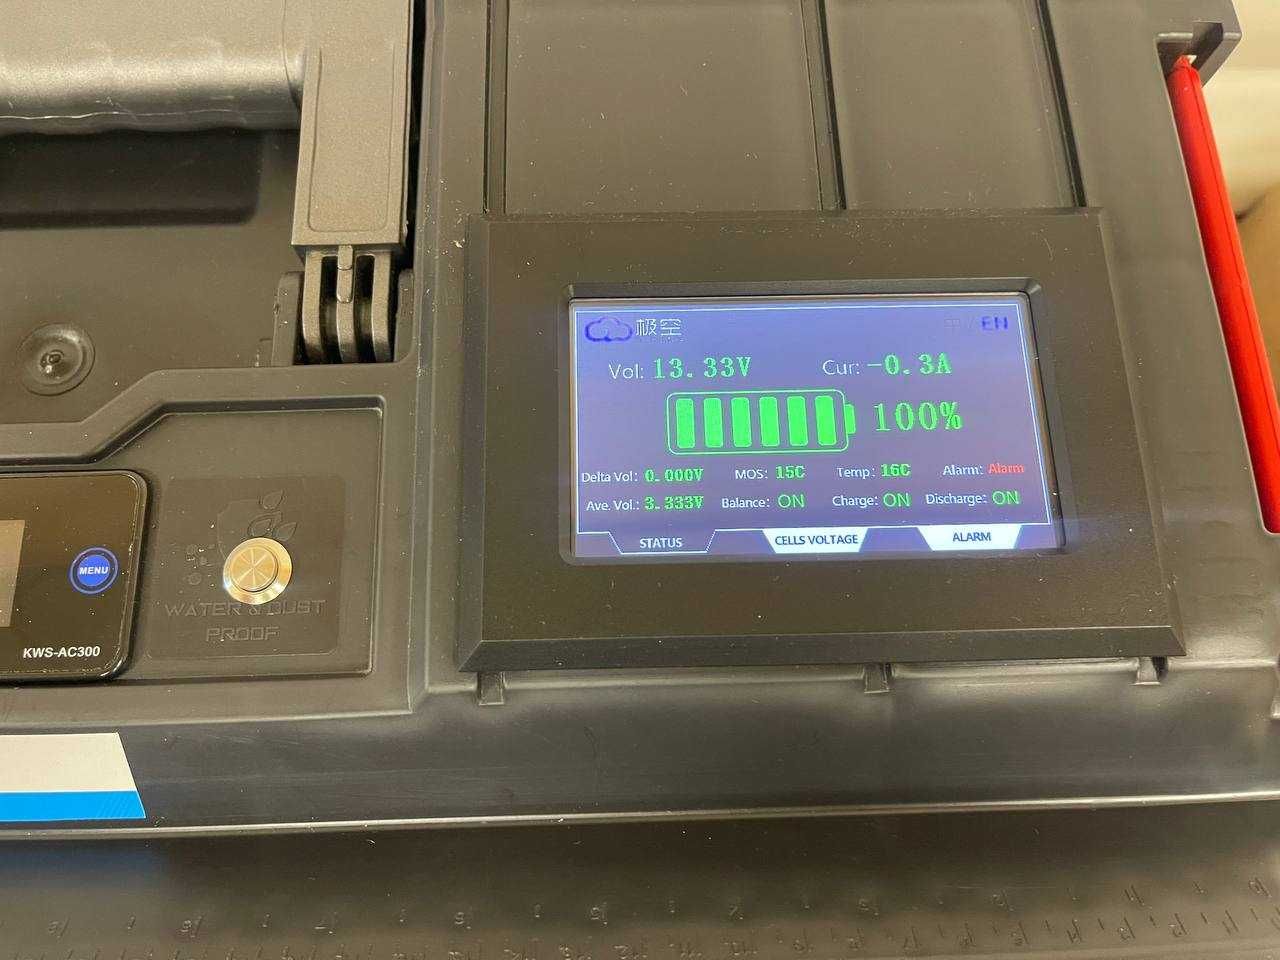 极空
中 / EN
Vol: 13.33V Cur: -0.3A
100%
Delta Vol: 0.000V MOS: 15C Temp: 16C Alarm: Alarm
Ave. Vol.: 3.333V Balance: ON Charge: ON Discharge: ON
STATUS CELLS VOLTAGE ALARM
MENU
KWS-AC300
WATER & DUST
PROOF